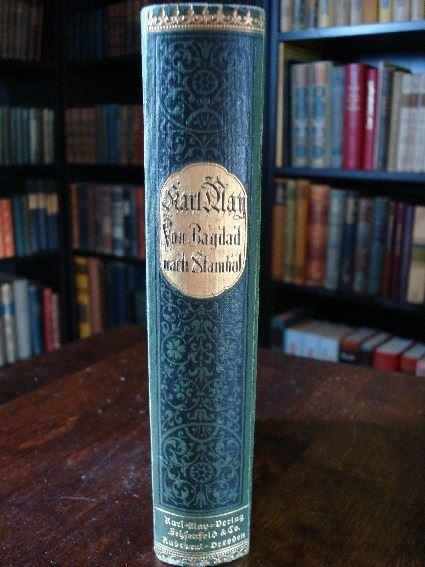 Karl May
Von Bagdad
nach Stambul
Karl-May-Verlag
Fehsenfeld & Co.
Radebeul-Dresden